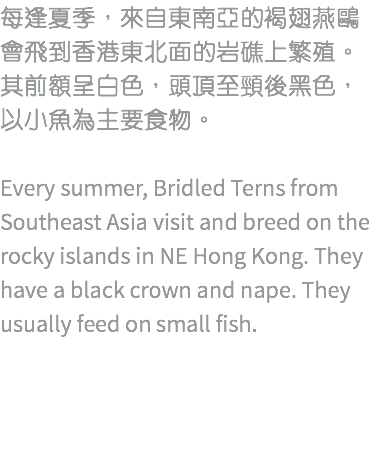 每逢夏季，來自東南亞的褐翅燕鷗
會飛到香港東北面的岩礁上繁殖。
其前額呈白色，頭頂至頸後黑色，
以小魚為主要食物。
Every summer, Bridled Terns from
Southeast Asia visit and breed on the
rocky islands in NE Hong Kong. They
have a black crown and nape. They
usually feed on small fish.